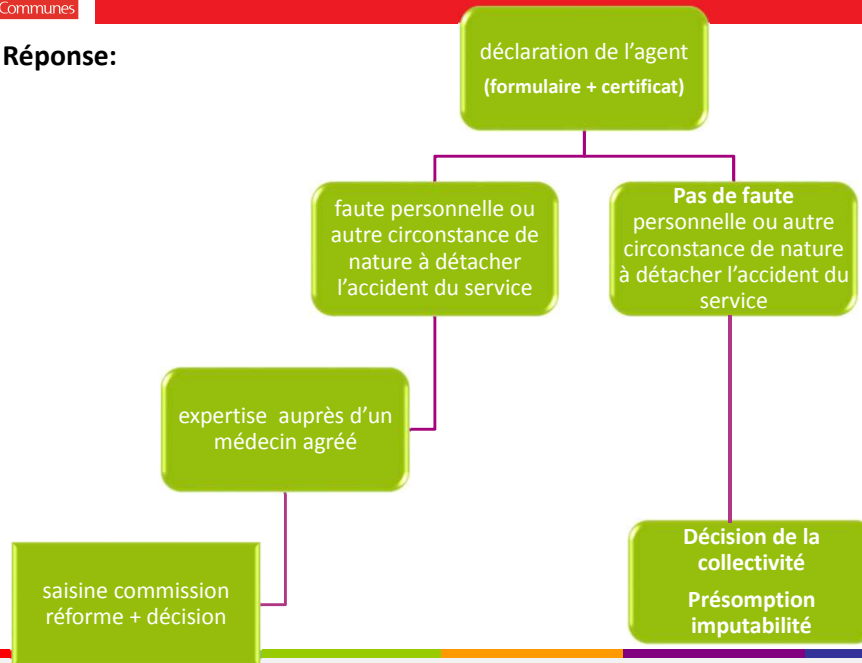 Communes
Réponse:
déclaration de l’agent
(formulaire + certificat)
faute personnelle ou
autre circonstance de
nature à détacher
l’accident du service
Pas de faute
personnelle ou autre
circonstance de nature
à détacher l’accident du
service
expertise auprès d’un
médecin agréé
saisine commission
réforme + décision
Décision de la
collectivité
Présomption
imputabilité